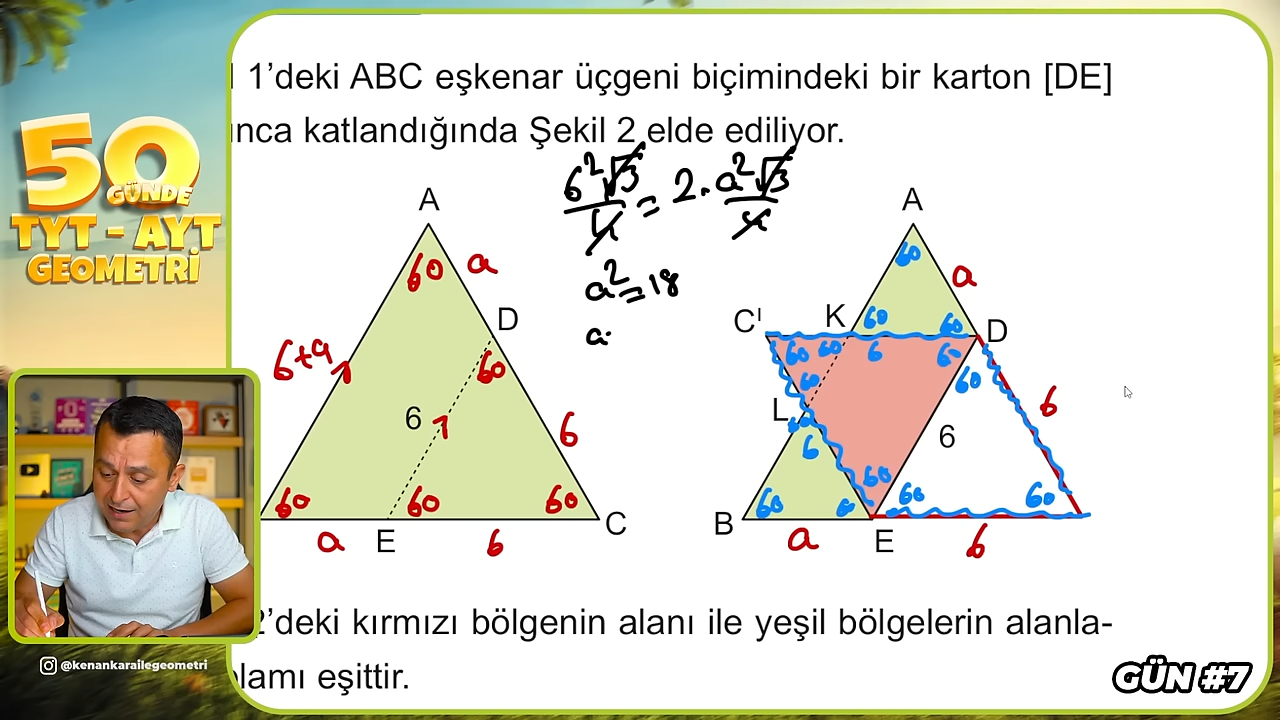 1'deki ABC eşkenar üçgeni biçimindeki bir karton [DE]
katlandığında Şekil 2 elde ediliyor.
50
GÜNDE
TYT - AYT
GEOMETRİ
6²√3/4 = 2. a²√3/4
a² = 18
a
A
60
a
D
60
6+a
6
6
60
60
60
C
a
E
6
A
60
a
C'
K
60
60
D
60
60
6
60
60
60
L
6
6
6
60
60
60
60
B
a
E
6
2'deki kırmızı bölgenin alanı ile yeşil bölgelerin alanla-
eşittir.
@kenankarailegeometri
GÜN #7